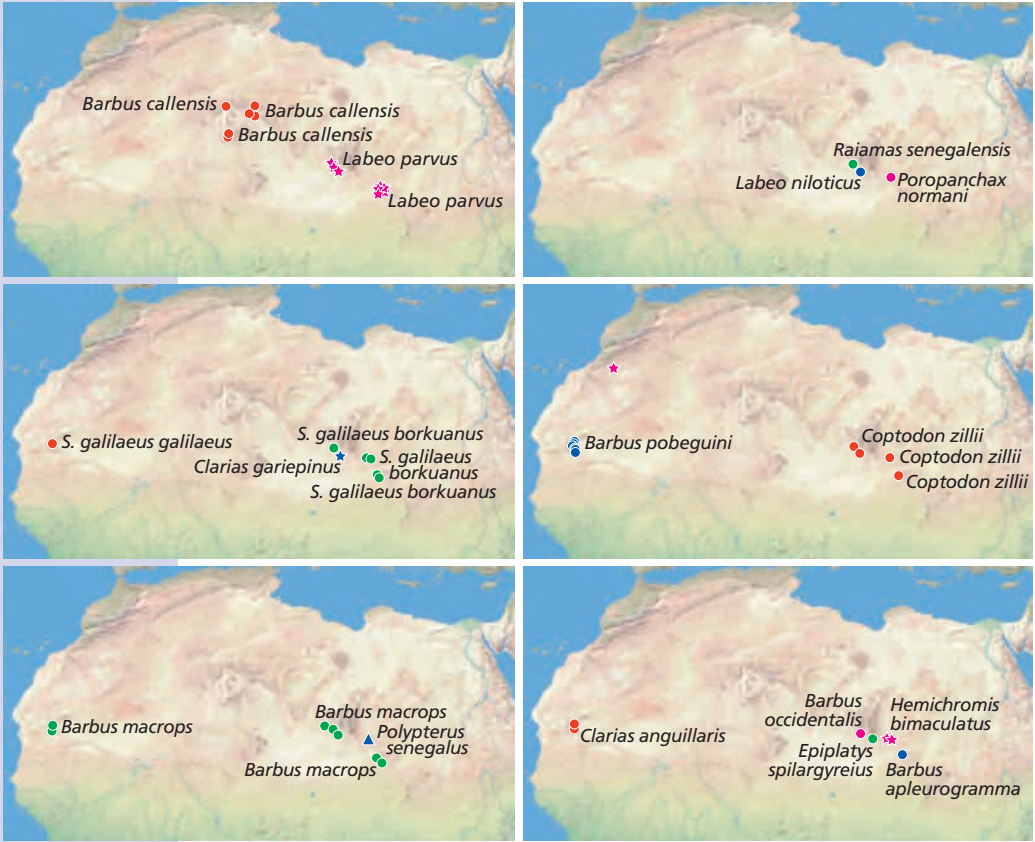 Barbus callensis
Barbus callensis
Barbus callensis
Labeo parvus
Labeo parvus
Raiamas senegalensis
Labeo niloticus
Poropanchax
normani
S. galilaeus galilaeus
S. galilaeus borkuanus
Clarias gariepinus
S. galilaeus
borkuanus
S. galilaeus borkuanus
Barbus pobeguini
Coptodon zillii
Coptodon zillii
Coptodon zillii
Barbus macrops
Barbus macrops
Polypterus
senegalus
Barbus macrops
Clarias anguillaris
Barbus
occidentalis
Hemichromis
bimaculatus
Epiplatys
spilargyreius
Barbus
apleurogramma